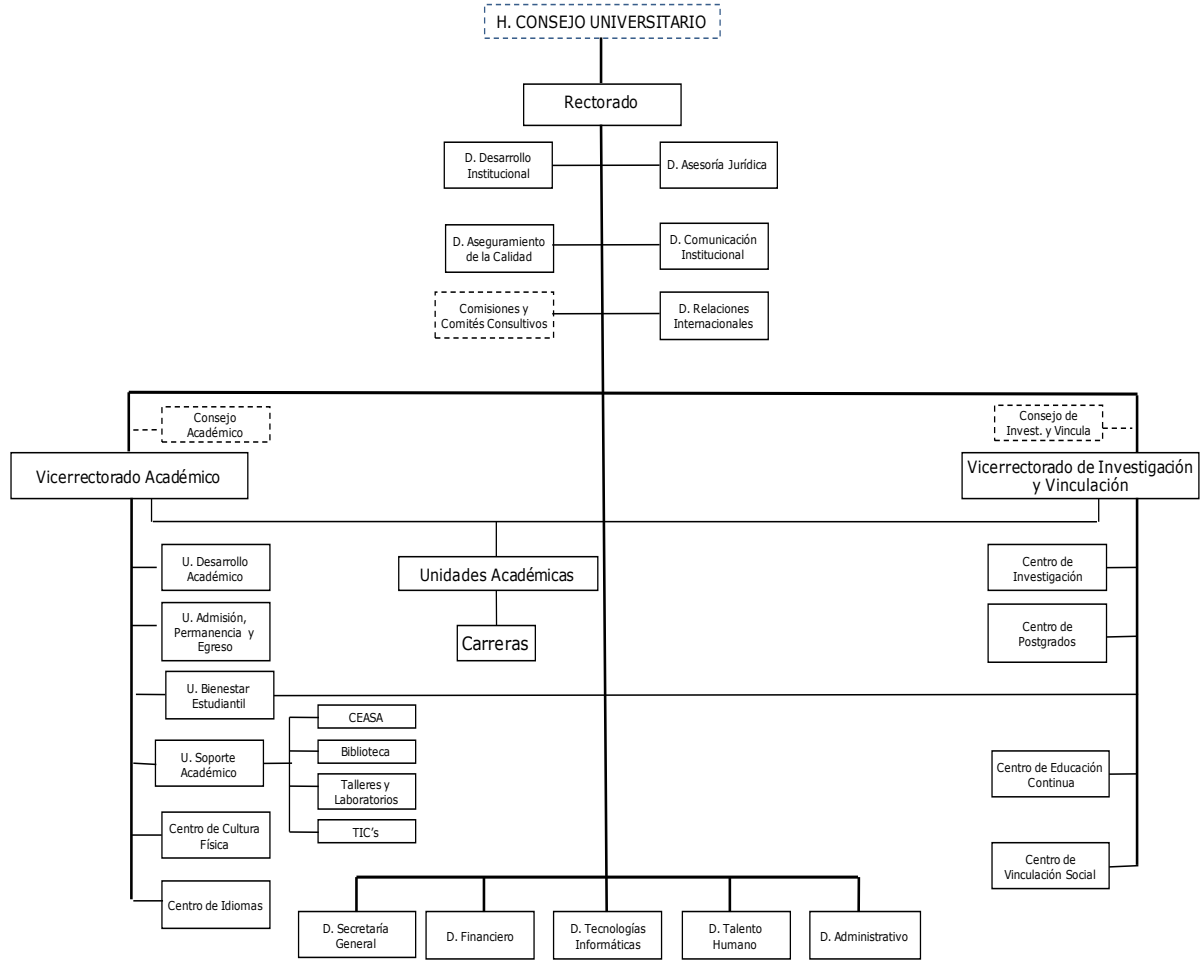 H. CONSEJO UNIVERSITARIO
Rectorado
D. Desarrollo
Institucional
D. Asesoría Jurídica
D. Aseguramiento
de la Calidad
D. Comunicación
Institucional
Comisiones y
Comités Consultivos
D. Relaciones
Internacionales
Consejo
Académico
Consejo de
Invest. y Vincula
Vicerrectorado Académico
Vicerrectorado de Investigación
y Vinculación
U. Desarrollo
Académico
Unidades Académicas
Centro de
Investigación
U. Admisión,
Permanencia y
Egreso
Carreras
Centro de
Postgrados
U. Bienestar
Estudiantil
U. Soporte
Académico
CEASA
Biblioteca
Talleres y
Laboratorios
TIC's
Centro de Educación
Continua
Centro de Cultura
Física
Centro de
Vinculación Social
Centro de Idiomas
D. Secretaría
General
D. Financiero
D. Tecnologías
Informáticas
D. Talento
Humano
D. Administrativo